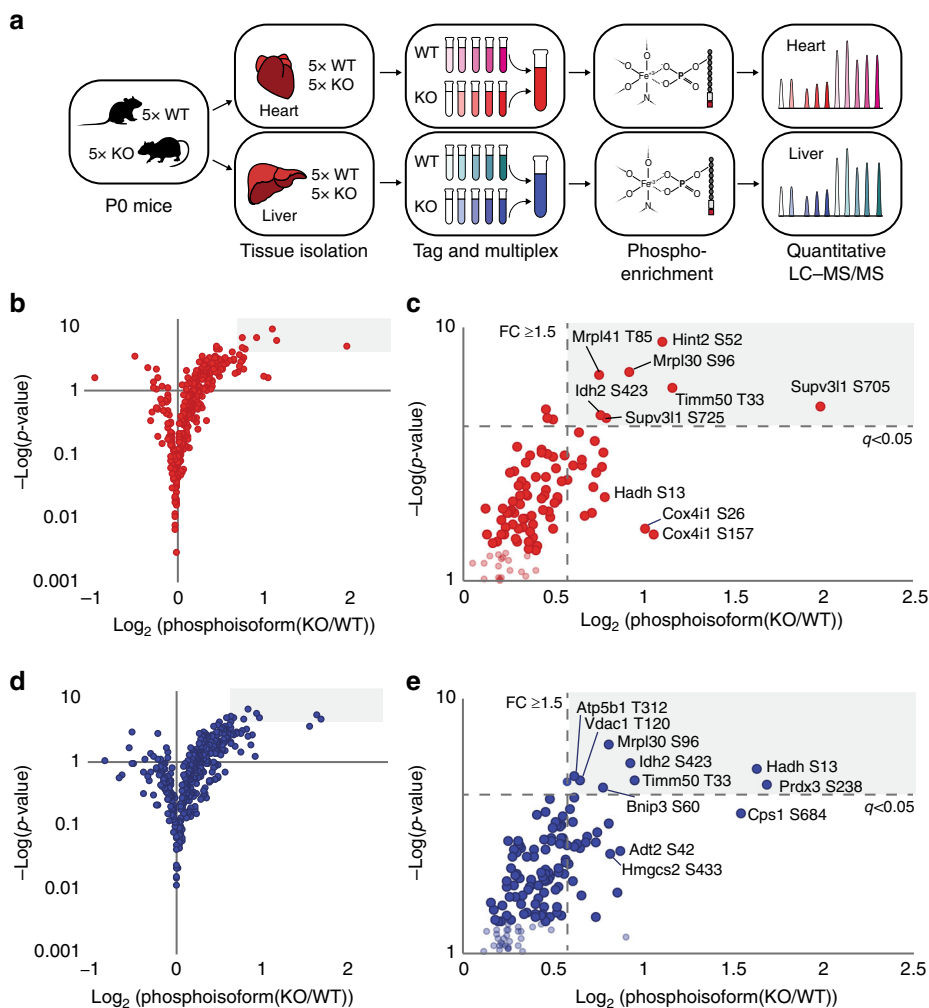 a
5× WT
5× KO
P0 mice
5× WT
5× KO
Heart
5× WT
5× KO
Liver
Tissue isolation
WT
KO
WT
KO
Tag and multiplex
O
O
O
O
Fe+3
P
O
O
O
N
O
O
O
O
Fe+3
P
O
O
O
N
Phospho-
enrichment
Heart
Liver
Quantitative
LC–MS/MS
b
10
1
0.1
0.01
0.001
–Log(p-value)
–1
0
1
2
Log2 (phosphoisoform(KO/WT))
c
10
1
–Log(p-value)
FC ≥1.5
Mrpl41 T85
Hint2 S52
Mrpl30 S96
Timm50 T33
Idh2 S423
Supv3l1 S705
Supv3l1 S725
q<0.05
Hadh S13
Cox4i1 S26
Cox4i1 S157
0
0.5
1
1.5
2
2.5
Log2 (phosphoisoform(KO/WT))
d
10
1
0.1
0.01
0.001
–Log(p-value)
–1
0
1
2
Log2 (phosphoisoform(KO/WT))
e
10
1
–Log(p-value)
FC ≥1.5
Atp5b1 T312
Vdac1 T120
Mrpl30 S96
Idh2 S423
Timm50 T33
Hadh S13
Prdx3 S238
Bnip3 S60
q<0.05
Cps1 S684
Adt2 S42
Hmgcs2 S433
0
0.5
1
1.5
2
2.5
Log2 (phosphoisoform(KO/WT))